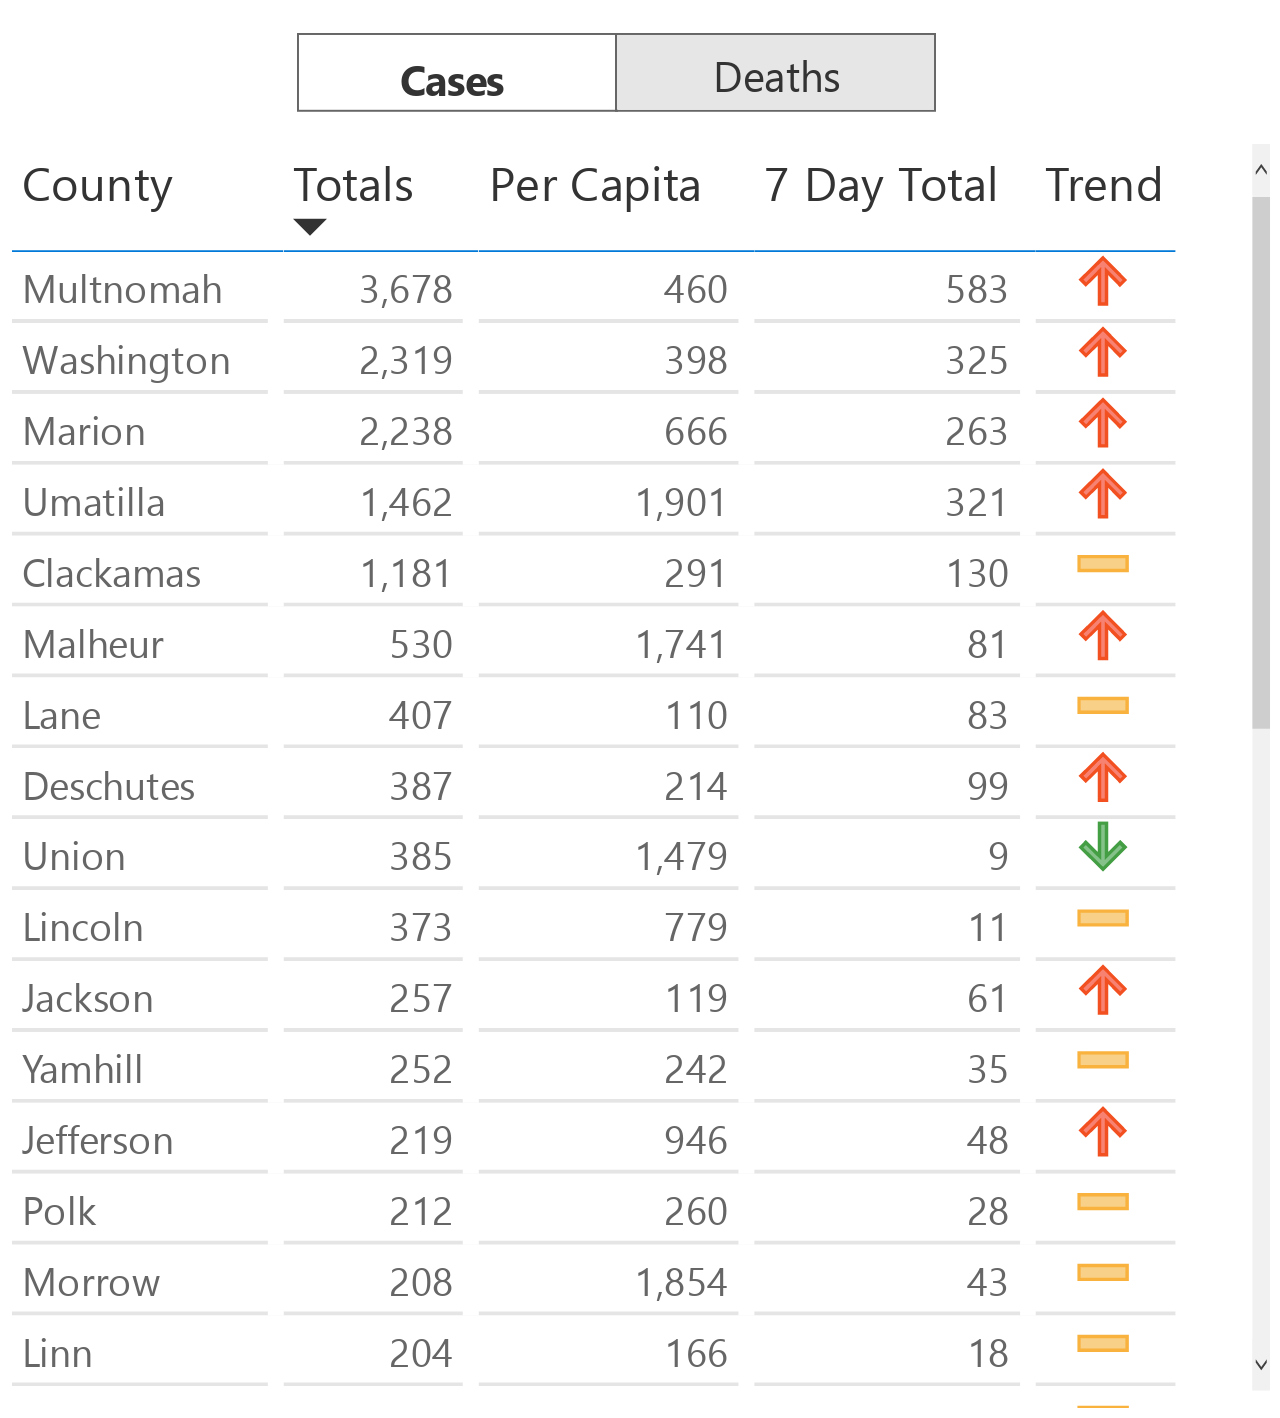 Cases Deaths
County Totals Per Capita 7 Day Total Trend
Multnomah 3,678 460 583
Washington 2,319 398 325
Marion 2,238 666 263
Umatilla 1,462 1,901 321
Clackamas 1,181 291 130
Malheur 530 1,741 81
Lane 407 110 83
Deschutes 387 214 99
Union 385 1,479 9
Lincoln 373 779 11
Jackson 257 119 61
Yamhill 252 242 35
Jefferson 219 946 48
Polk 212 260 28
Morrow 208 1,854 43
Linn 204 166 18